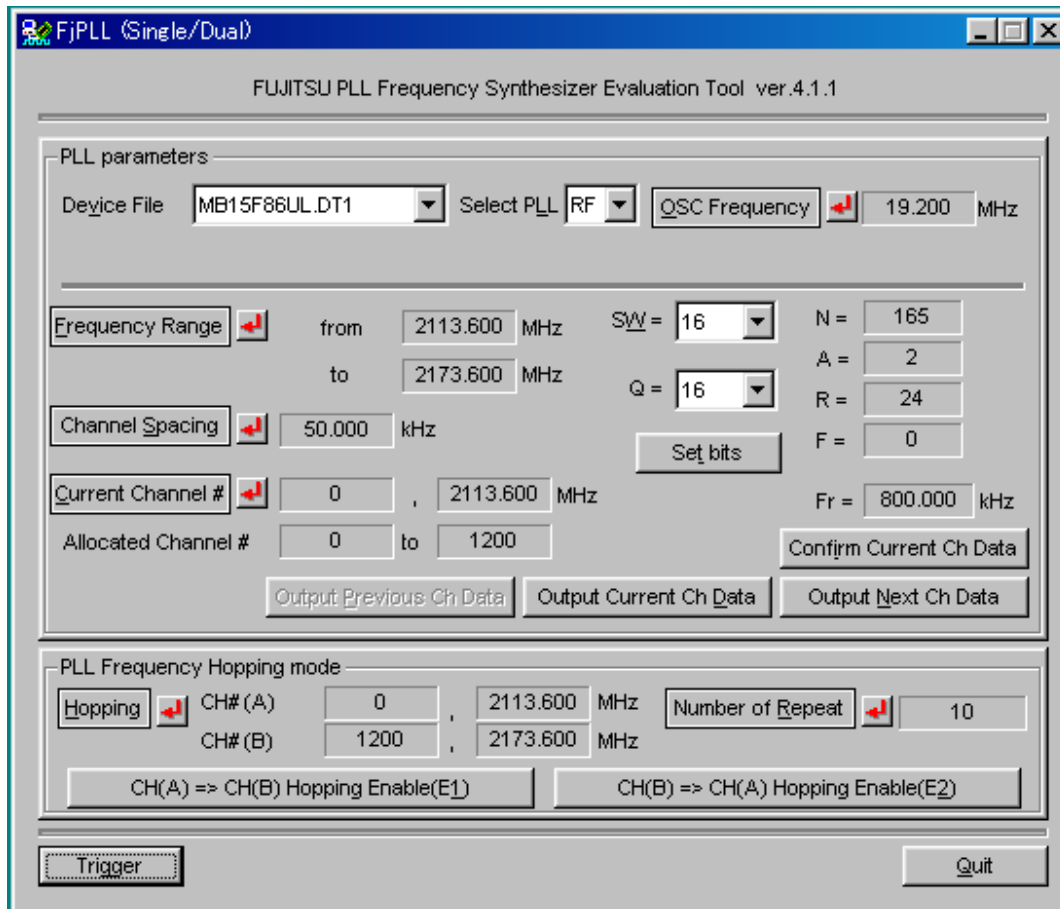 FjPLL (Single/Dual)
FUJITSU PLL Frequency Synthesizer Evaluation Tool ver.4.1.1
PLL parameters
Device File MB15F86UL.DT1 Select PLL RF OSC Frequency 19.200 MHz
Frequency Range from 2113.600 MHz SW = 16 N = 165
to 2173.600 MHz Q = 16 A = 2
R = 24
Channel Spacing 50.000 kHz F = 0
Set bits
Current Channel # 0 , 2113.600 MHz Fr = 800.000 kHz
Allocated Channel # 0 to 1200 Confirm Current Ch Data
Output Previous Ch Data Output Current Ch Data Output Next Ch Data
PLL Frequency Hopping mode
Hopping CH#(A) 0 , 2113.600 MHz Number of Repeat 10
CH#(B) 1200 , 2173.600 MHz
CH(A) => CH(B) Hopping Enable(E1) CH(B) => CH(A) Hopping Enable(E2)
Trigger Quit